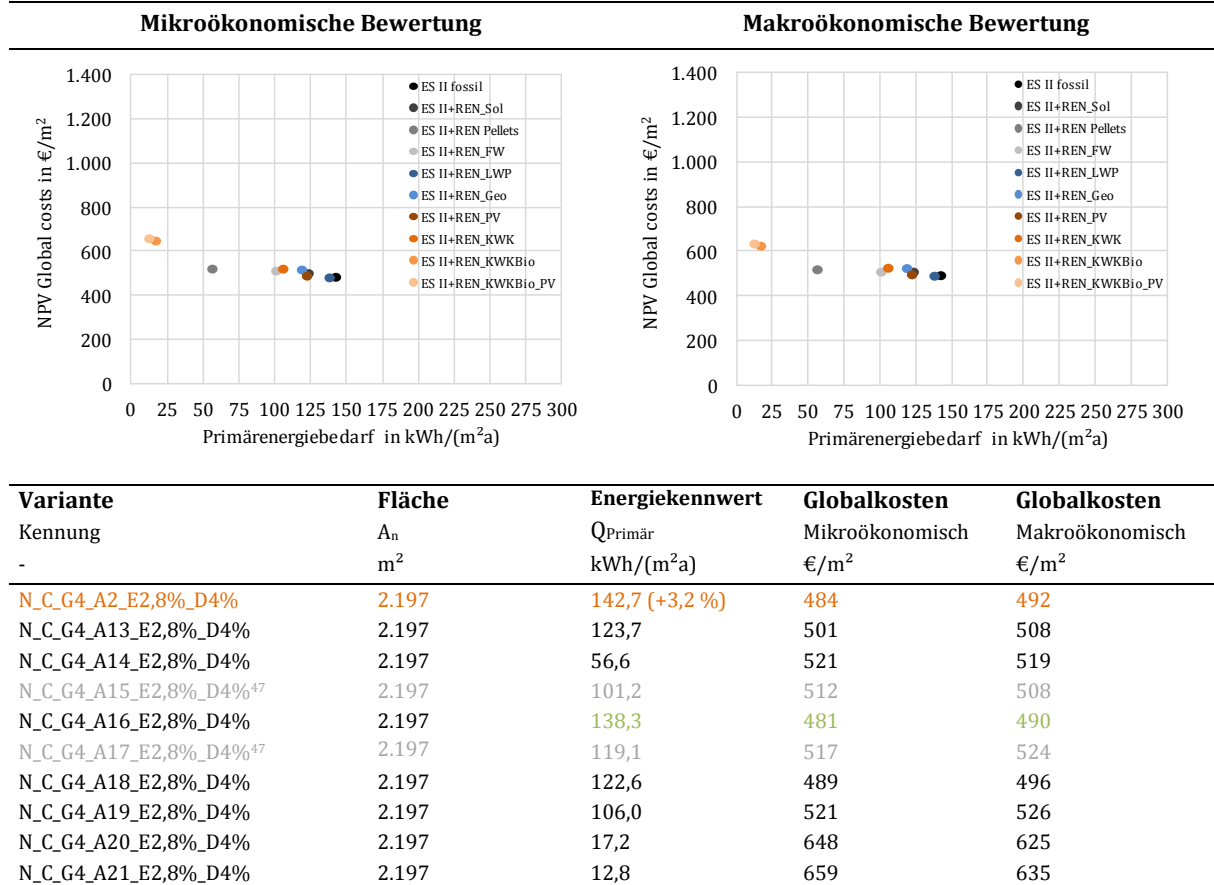 Mikroökonomische Bewertung
Makroökonomische Bewertung
NPV Global costs in €/m²
1.400
1.200
1.000
800
600
400
200
0
0 25 50 75 100 125 150 175 200 225 250 275 300
Primärenergiebedarf in kWh/(m²a)
ES II fossil
ES II+REN_Sol
ES II+REN Pellets
ES II+REN_FW
ES II+REN_LWP
ES II+REN_Geo
ES II+REN_PV
ES II+REN_KWK
ES II+REN_KWKBio
ES II+REN_KWKBio_PV
NPV Global costs in €/m²
1.400
1.200
1.000
800
600
400
200
0
0 25 50 75 100 125 150 175 200 225 250 275 300
Primärenergiebedarf in kWh/(m²a)
ES II fossil
ES II+REN_Sol
ES II+REN Pellets
ES II+REN_FW
ES II+REN_LWP
ES II+REN_Geo
ES II+REN_PV
ES II+REN_KWK
ES II+REN_KWKBio
ES II+REN_KWKBio_PV
Variante Fläche Energiekennwert Globalkosten Globalkosten
Kennung An QPrimär Mikroökonomisch Makroökonomisch
- m² kWh/(m²a) €/m² €/m²
N_C_G4_A2_E2,8%_D4% 2.197 142,7 (+3,2 %) 484 492
N_C_G4_A13_E2,8%_D4% 2.197 123,7 501 508
N_C_G4_A14_E2,8%_D4% 2.197 56,6 521 519
N_C_G4_A15_E2,8%_D4%⁴⁷ 2.197 101,2 512 508
N_C_G4_A16_E2,8%_D4% 2.197 138,3 481 490
N_C_G4_A17_E2,8%_D4%⁴⁷ 2.197 119,1 517 524
N_C_G4_A18_E2,8%_D4% 2.197 122,6 489 496
N_C_G4_A19_E2,8%_D4% 2.197 106,0 521 526
N_C_G4_A20_E2,8%_D4% 2.197 17,2 648 625
N_C_G4_A21_E2,8%_D4% 2.197 12,8 659 635